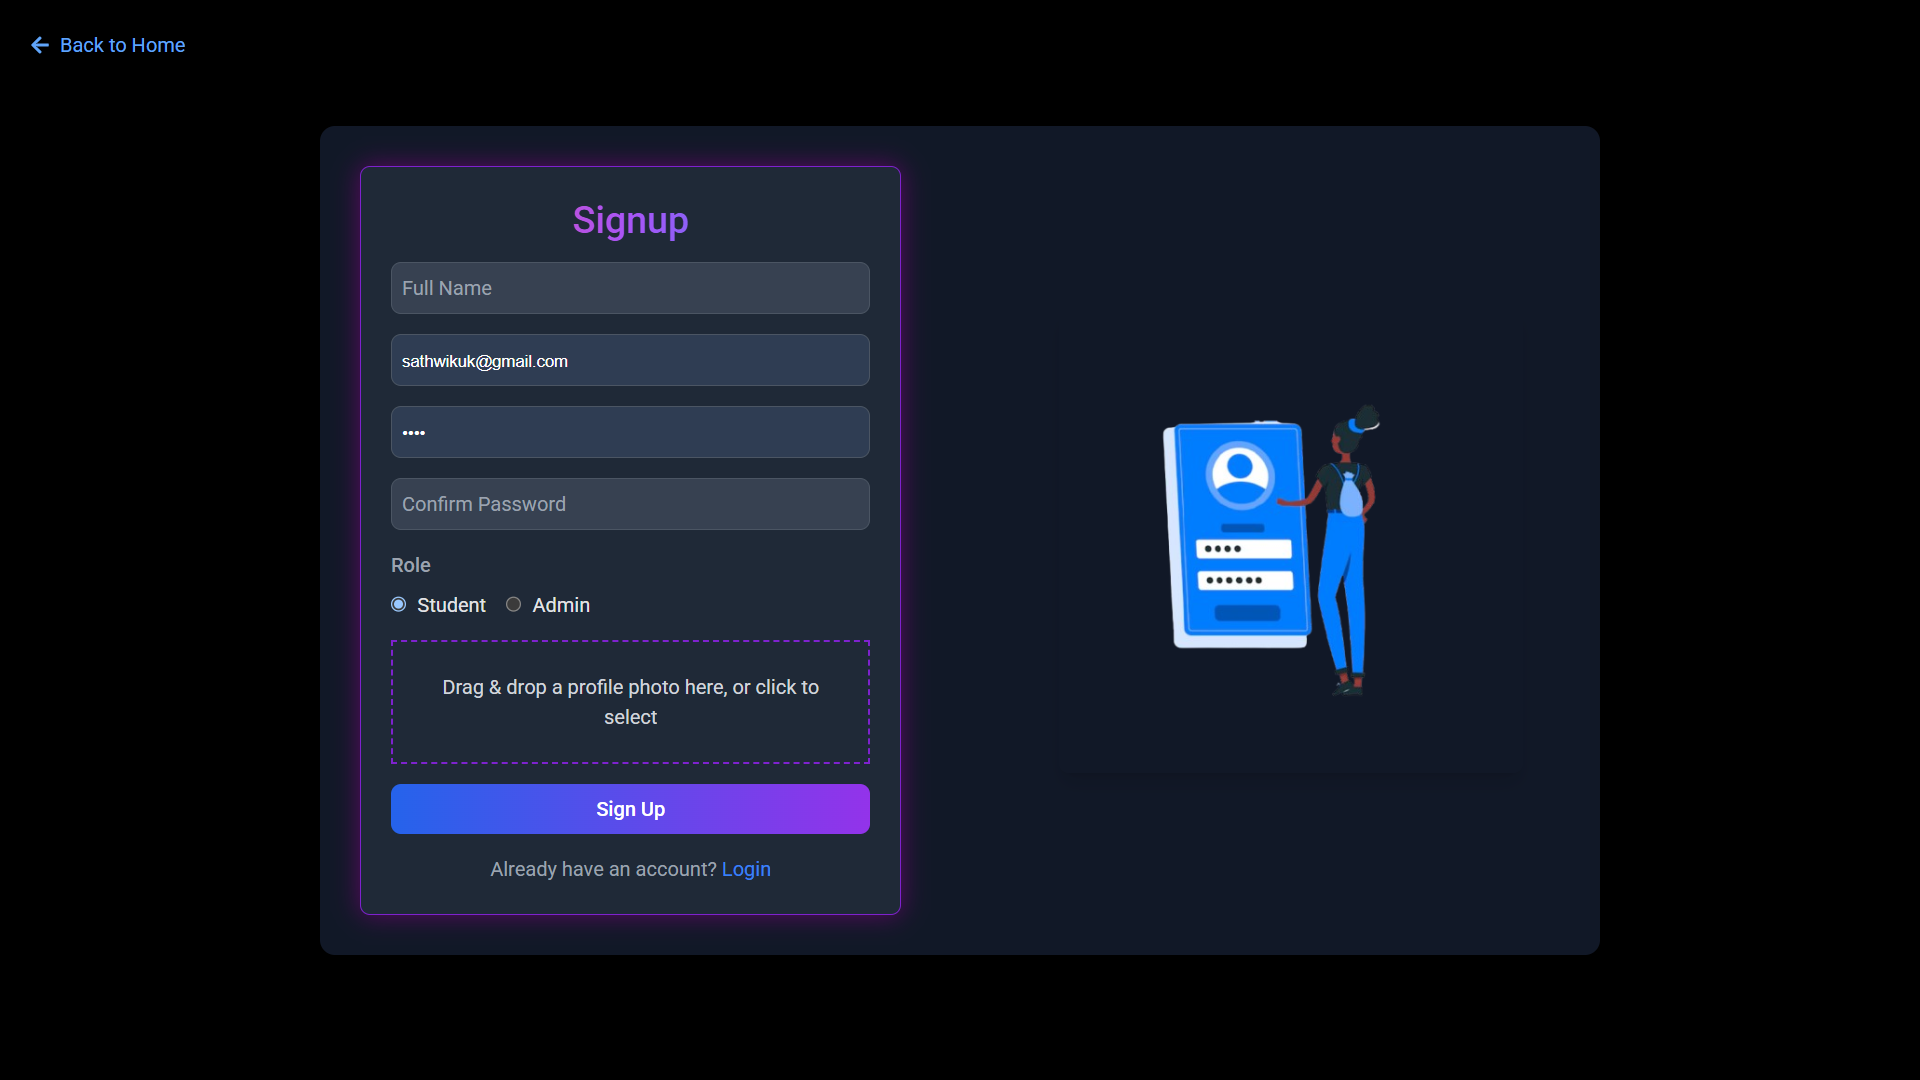 Back to Home
Signup
Full Name
sathwikuk@gmail.com
••••
Confirm Password
Role
Student
Admin
Drag & drop a profile photo here, or click to
select
Sign Up
Already have an account? Login